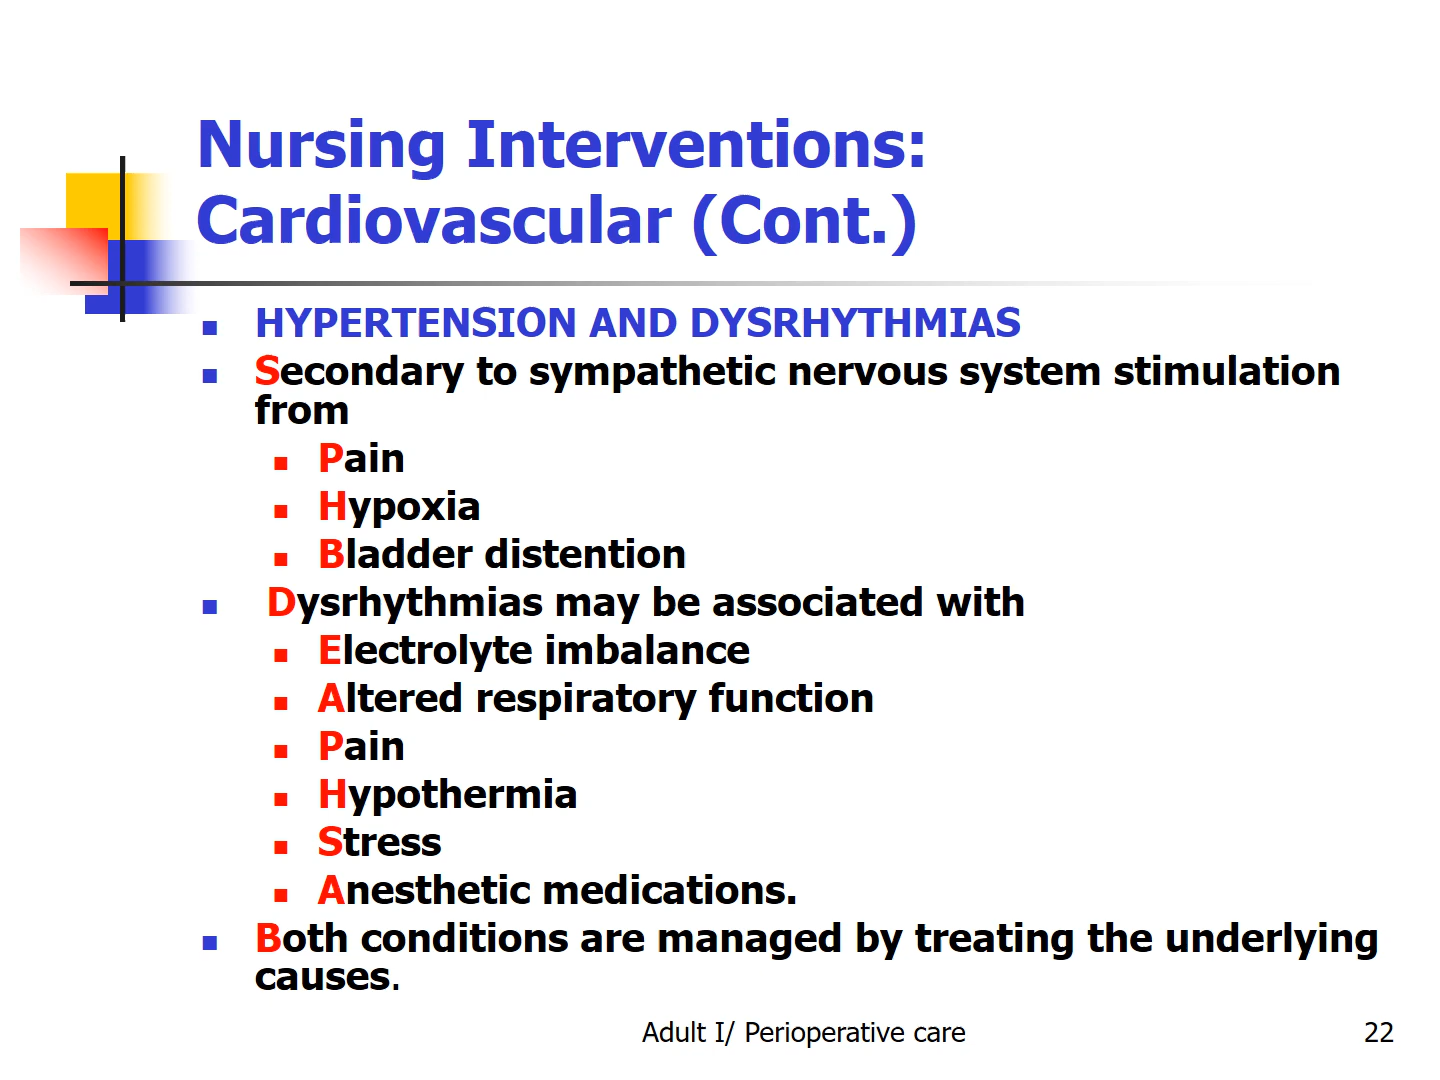 Nursing Interventions:
Cardiovascular (Cont.)
HYPERTENSION AND DYSRHYTHMIAS
Secondary to sympathetic nervous system stimulation
from
Pain
Hypoxia
Bladder distention
Dysrhythmias may be associated with
Electrolyte imbalance
Altered respiratory function
Pain
Hypothermia
Stress
Anesthetic medications.
Both conditions are managed by treating the underlying
causes.
Adult I/ Perioperative care
22